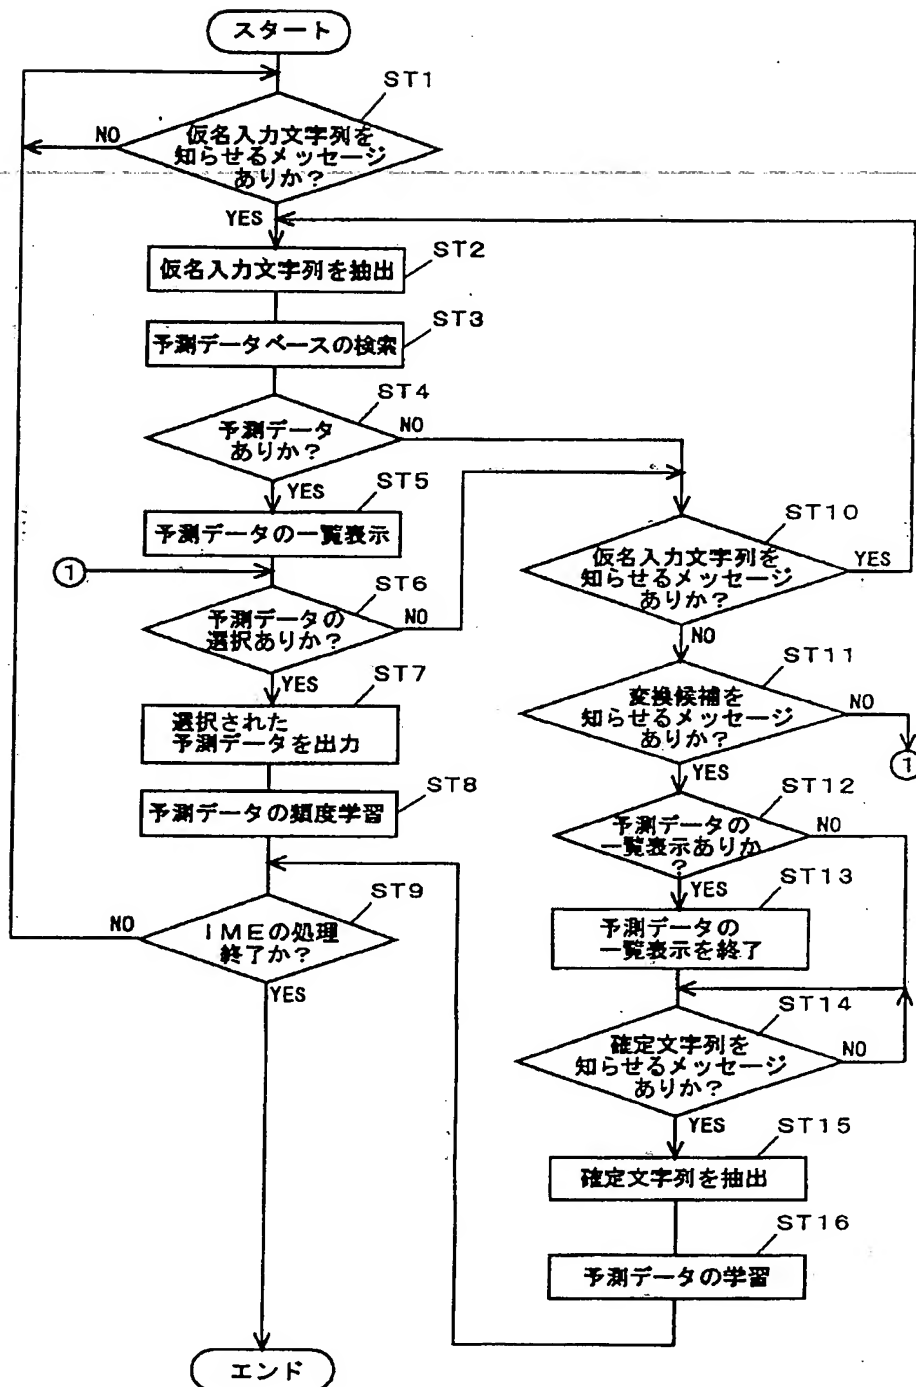 スタート
ST1
仮名入力文字列を
知らせるメッセージ
ありか?
NO
YES
ST2
仮名入力文字列を抽出
ST3
予測データベースの検索
ST4
予測データ
ありか?
NO
YES
ST5
予測データの一覧表示
①
ST6
予測データの
選択ありか?
NO
YES
ST7
選択された
予測データを出力
ST8
予測データの頻度学習
ST9
IMEの処理
終了か?
NO
YES
エンド
ST10
仮名入力文字列を
知らせるメッセージ
ありか?
YES
NO
ST11
変換候補を
知らせるメッセージ
ありか?
NO
①
YES
ST12
予測データの
一覧表示ありか
?
NO
YES
ST13
予測データの
一覧表示を終了
ST14
確定文字列を
知らせるメッセージ
ありか?
NO
YES
ST15
確定文字列を抽出
ST16
予測データの学習